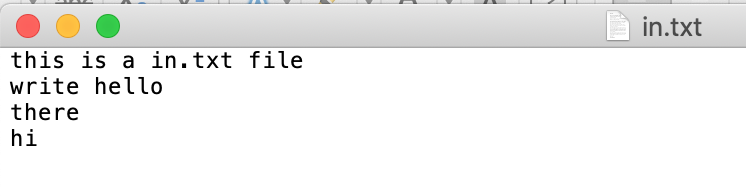 in.txt
this is a in.txt file
write hello
there
hi